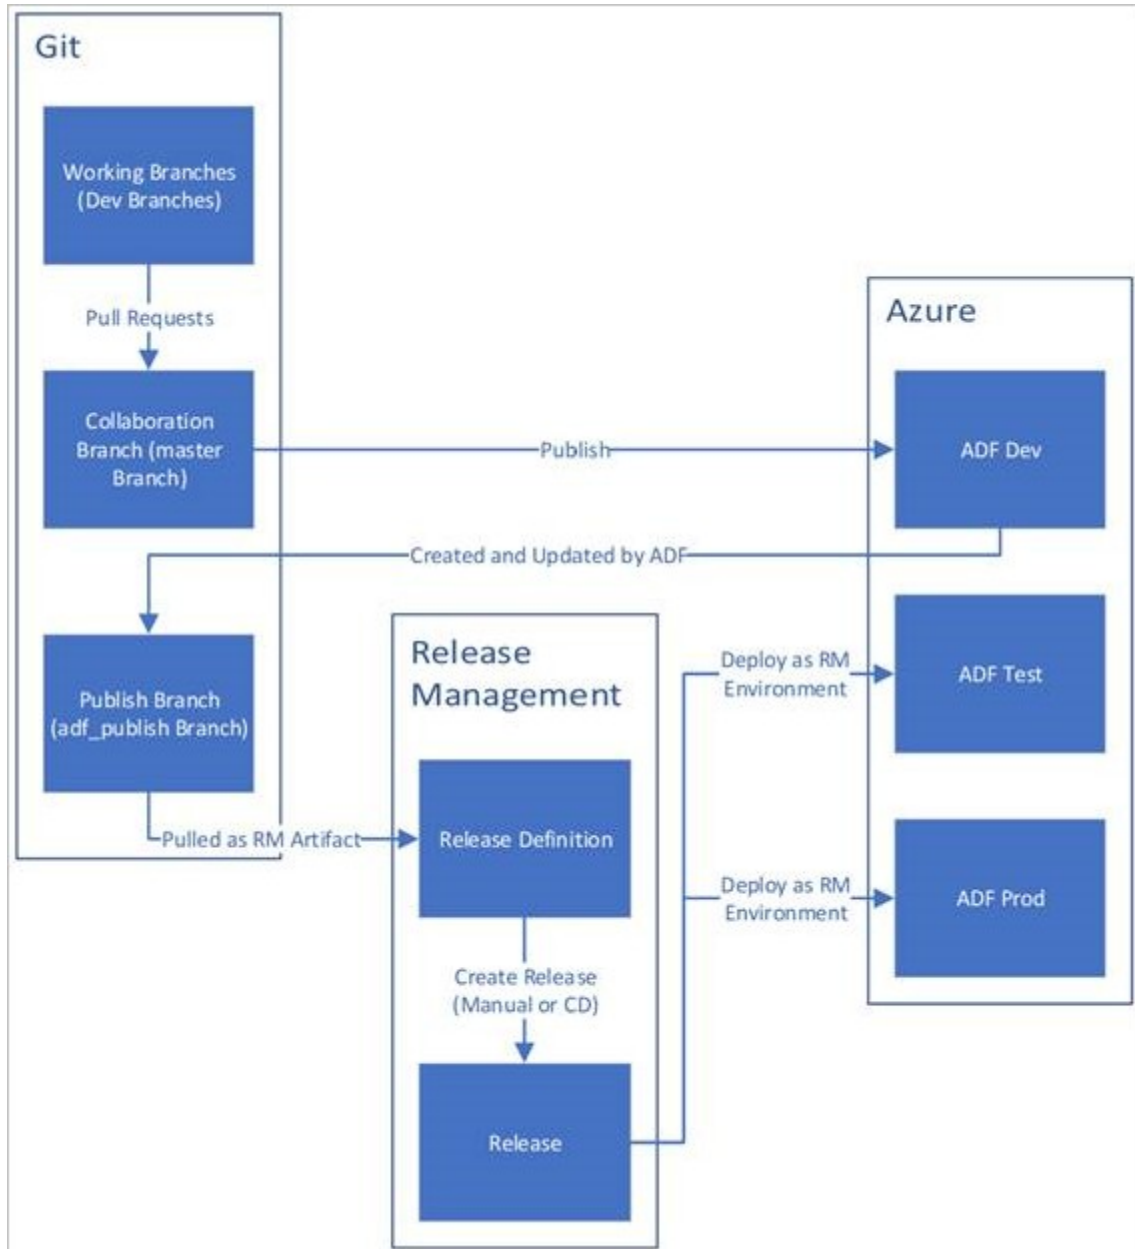 Git
Working Branches
(Dev Branches)
Pull Requests
Collaboration
Branch (master
Branch)
Publish
Azure
ADF Dev
Created and Updated by ADF
Publish Branch
(adf_publish Branch)
Pulled as RM Artifact
Release
Management
Release Definition
Create Release
(Manual or CD)
Release
Deploy as RM
Environment
ADF Test
Deploy as RM
Environment
ADF Prod